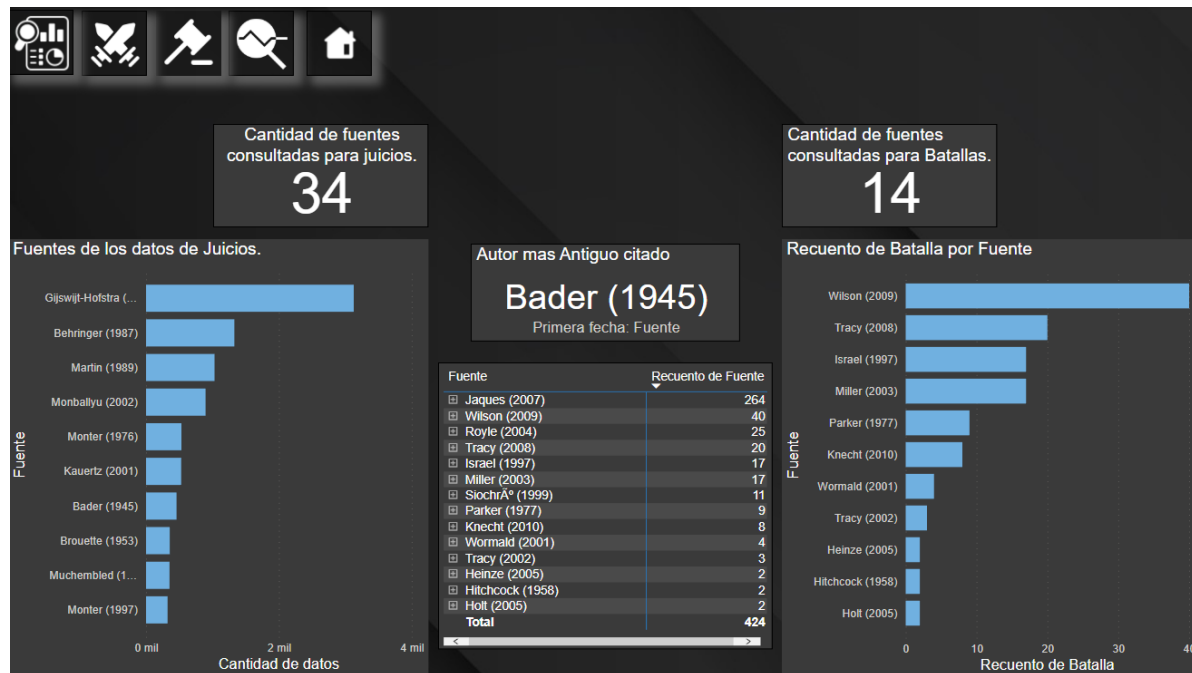 Cantidad de fuentes
consultadas para juicios.
34
Cantidad de fuentes
consultadas para Batallas.
14
Fuentes de los datos de Juicios.
Fuente
Gijswijt-Hofstra (...
Behringer (1987)
Martin (1989)
Monballyu (2002)
Monter (1976)
Kauertz (2001)
Bader (1945)
Brouette (1953)
Muchembled (1...
Monter (1997)
0 mil 2 mil 4 mil
Cantidad de datos
Autor mas Antiguo citado
Bader (1945)
Primera fecha: Fuente
Fuente Recuento de Fuente
Jaques (2007) 264
Wilson (2009) 40
Royle (2004) 25
Tracy (2008) 20
Israel (1997) 17
Miller (2003) 17
SiochrÃº (1999) 11
Parker (1977) 9
Knecht (2010) 8
Wormald (2001) 4
Tracy (2002) 3
Heinze (2005) 2
Hitchcock (1958) 2
Holt (2005) 2
Total 424
Recuento de Batalla por Fuente
Fuente
Wilson (2009)
Tracy (2008)
Israel (1997)
Miller (2003)
Parker (1977)
Knecht (2010)
Wormald (2001)
Tracy (2002)
Heinze (2005)
Hitchcock (1958)
Holt (2005)
0 10 20 30 40
Recuento de Batalla